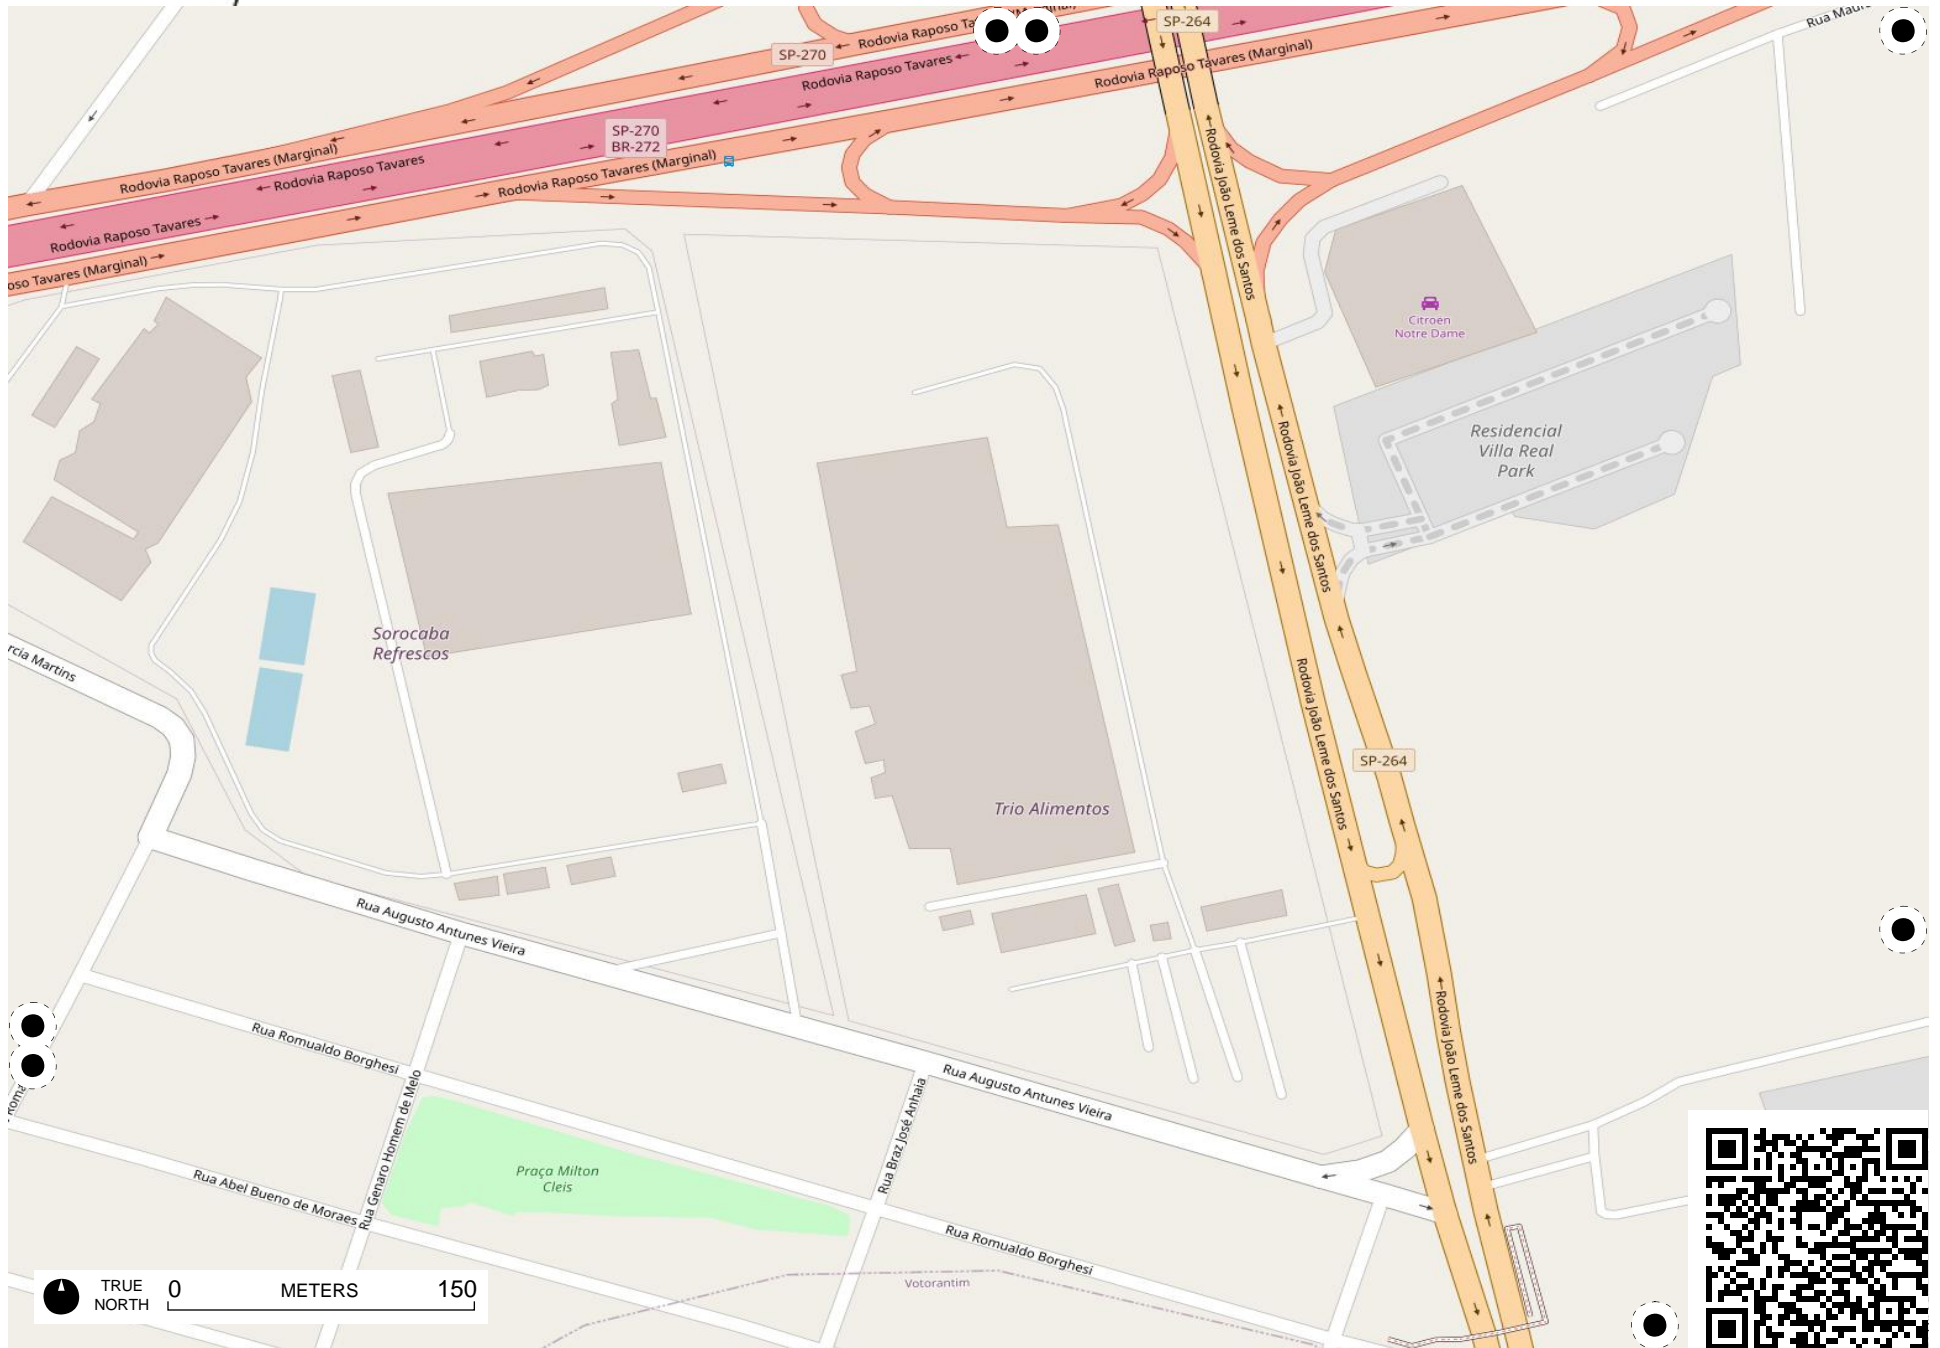 SP-264
Rodovia Raposo Tavares (Marginal)
SP-270
Rodovia Raposo Tavares
Rodovia Raposo Tavares (Marginal)
SP-270
BR-272
Rodovia Raposo Tavares (Marginal)
Rodovia Raposo Tavares
Rodovia Raposo Tavares (Marginal)
Rodovia Raposo Tavares
oso Tavares (Marginal)
Rodovia João Leme dos Santos
Citroën
Notre Dame
Residencial
Villa Real
Park
Rodovia João Leme dos Santos
Sorocaba
Refrescos
rcia Martins
Rodovia João Leme dos Santos
SP-264
Trio Alimentos
Rua Augusto Antunes Vieira
Rua Romualdo Borghesi
Rodovia João Leme dos Santos
Rua Augusto Antunes Vieira
Rua Genaro Homem de Melo
Rua Braz José Anhaia
Praça Milton
Cleis
Rua Abel Bueno de Moraes
Rua Romualdo Borghesi
Votorantim
TRUE
NORTH
0 METERS 150